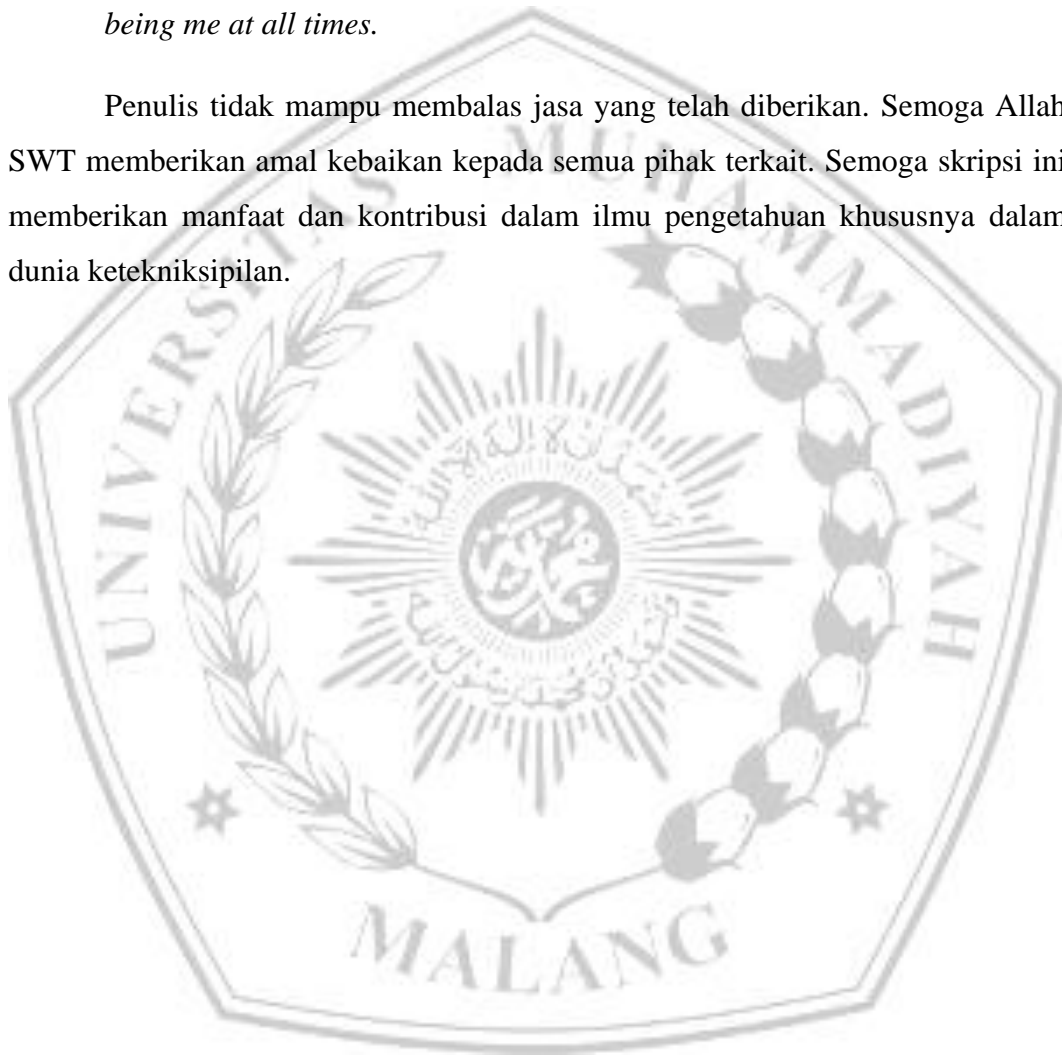 being me at all times.
Penulis tidak mampu membalas jasa yang telah diberikan. Semoga Allah
SWT memberikan amal kebaikan kepada semua pihak terkait. Semoga skripsi ini
memberikan manfaat dan kontribusi dalam ilmu pengetahuan khususnya dalam
dunia ketekniksipilan.
UNIVERSITAS MUHAMMADIYAH
MALANG